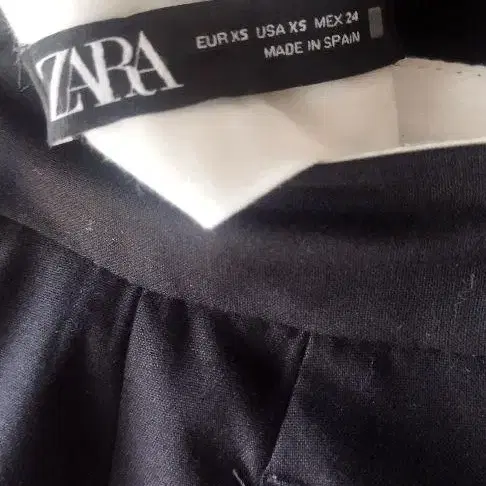 ZARA
EUR XS USA XS MEX 24
MADE IN SPAIN